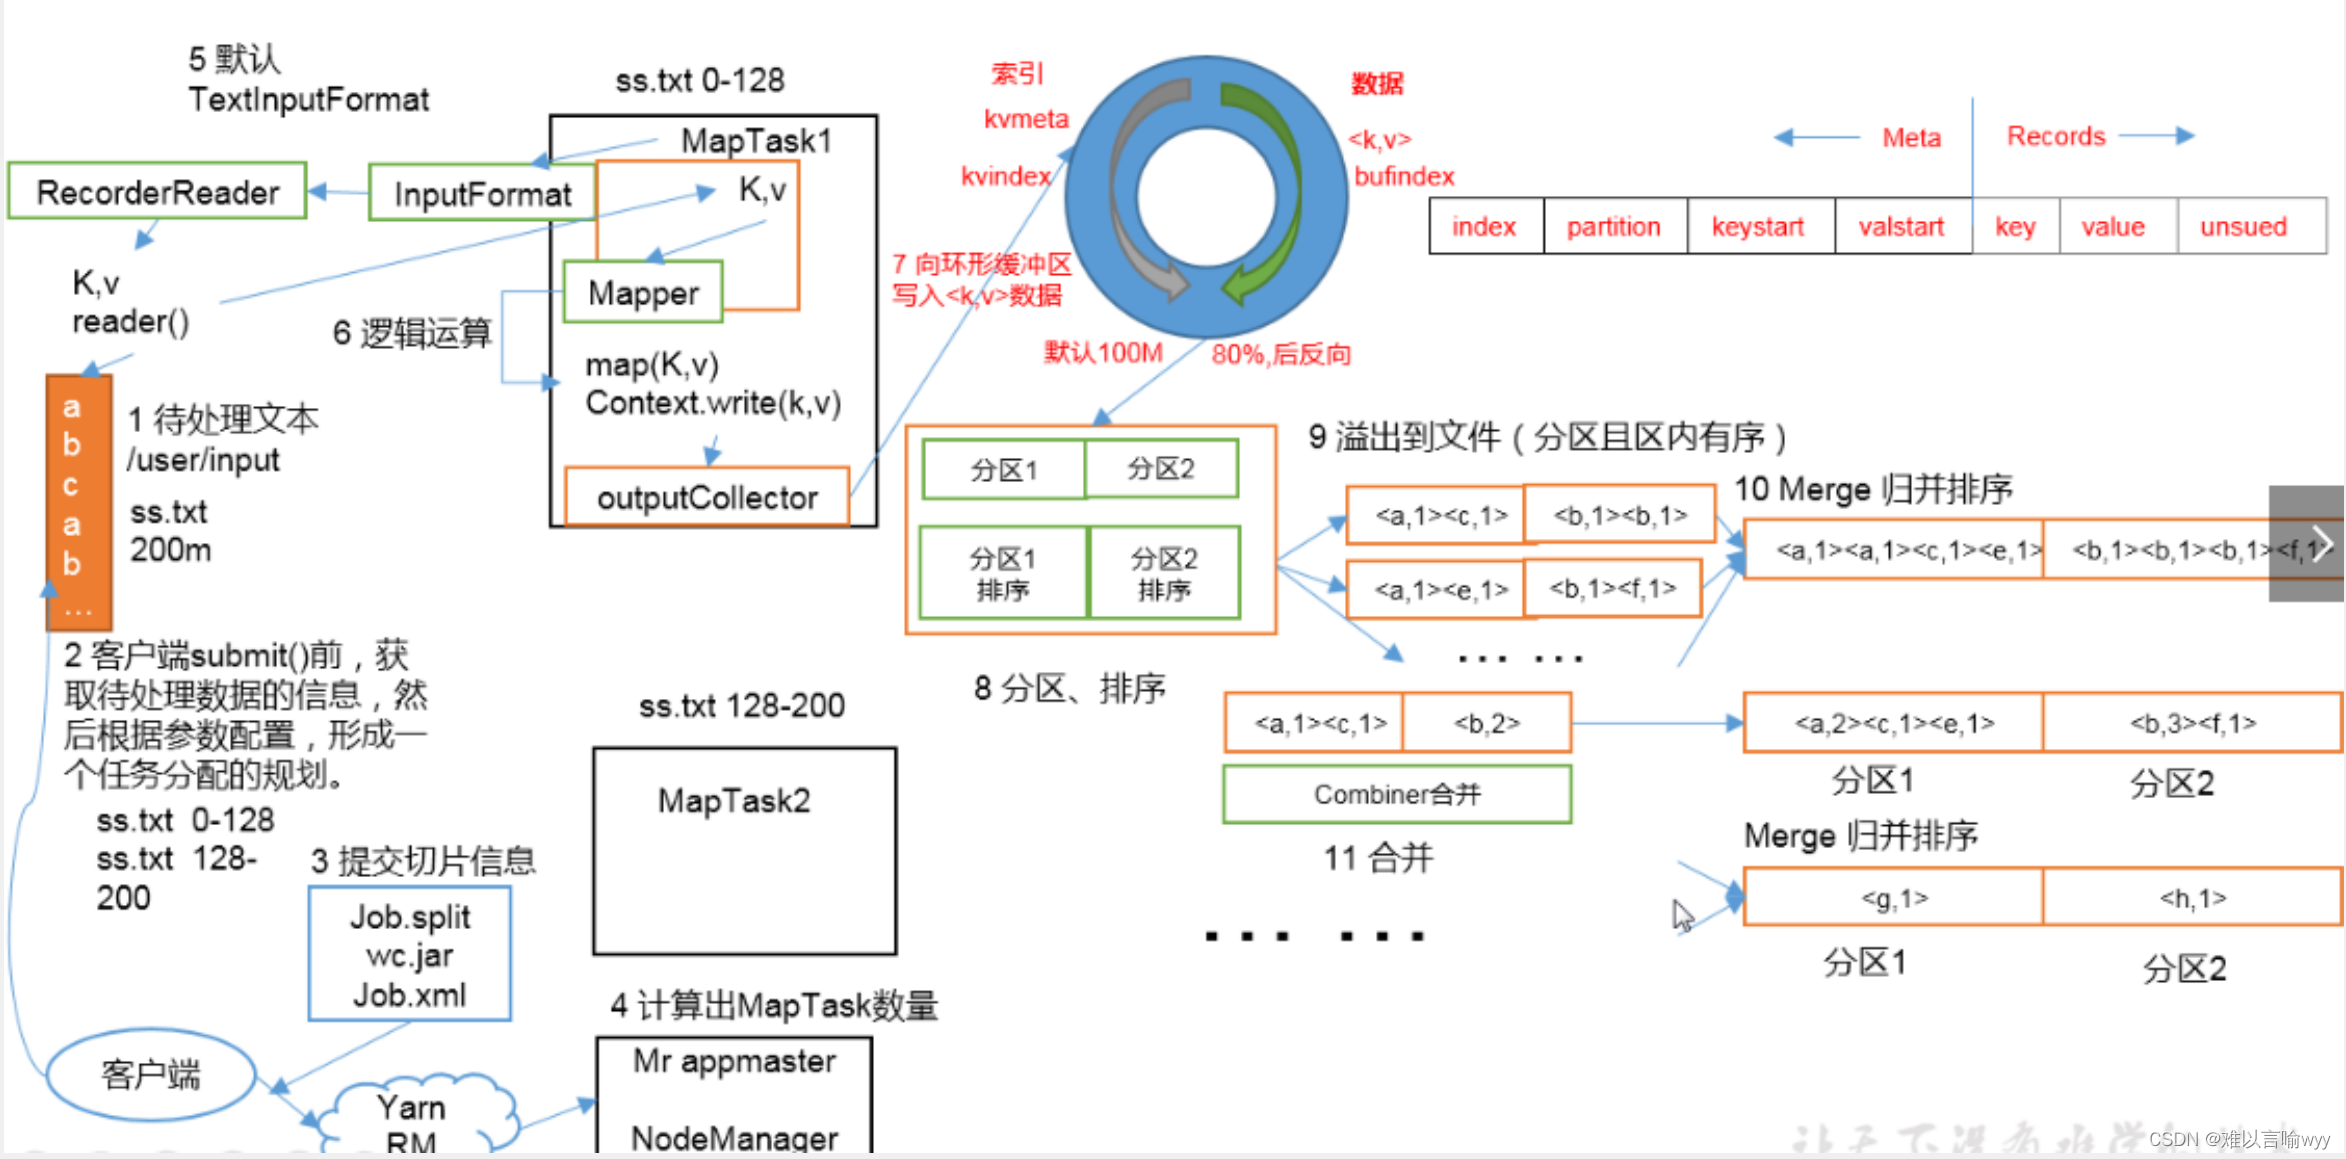 5 默认
TextInputFormat
ss.txt 0-128
MapTask1
RecorderReader
InputFormat
K,v
Mapper
K,v
reader()
6 逻辑运算
map(K,v)
Context.write(k,v)
outputCollector
a
b
c
a
b
...
1 待处理文本
/user/input
ss.txt
200m
2 客户端submit()前，获
取待处理数据的信息，然
后根据参数配置，形成一
个任务分配的规划。
ss.txt 0-128
ss.txt 128-
200
3 提交切片信息
Job.split
wc.jar
Job.xml
客户端
Yarn
RM
ss.txt 128-200
MapTask2
4 计算出MapTask数量
Mr appmaster
NodeManager
索引
kvmeta
kvindex
数据
<k,v>
bufindex
7 向环形缓冲区
写入<k,v>数据
默认100M
80%,后反向
Meta
Records
index
partition
keystart
valstart
key
value
unsued
分区1
分区2
分区1
排序
分区2
排序
8 分区、排序
9 溢出到文件（分区且区内有序）
<a,1><c,1>
<b,1><b,1>
<a,1><e,1>
<b,1><f,1>
... ...
10 Merge 归并排序
<a,1><a,1><c,1><e,1>
<b,1><b,1><b,1><f,1>
<a,1><c,1>
<b,2>
Combiner合并
11 合并
... ...
<a,2><c,1><e,1>
<b,3><f,1>
分区1
分区2
Merge 归并排序
<g,1>
<h,1>
分区1
分区2
CSDN @难以言喻wyy